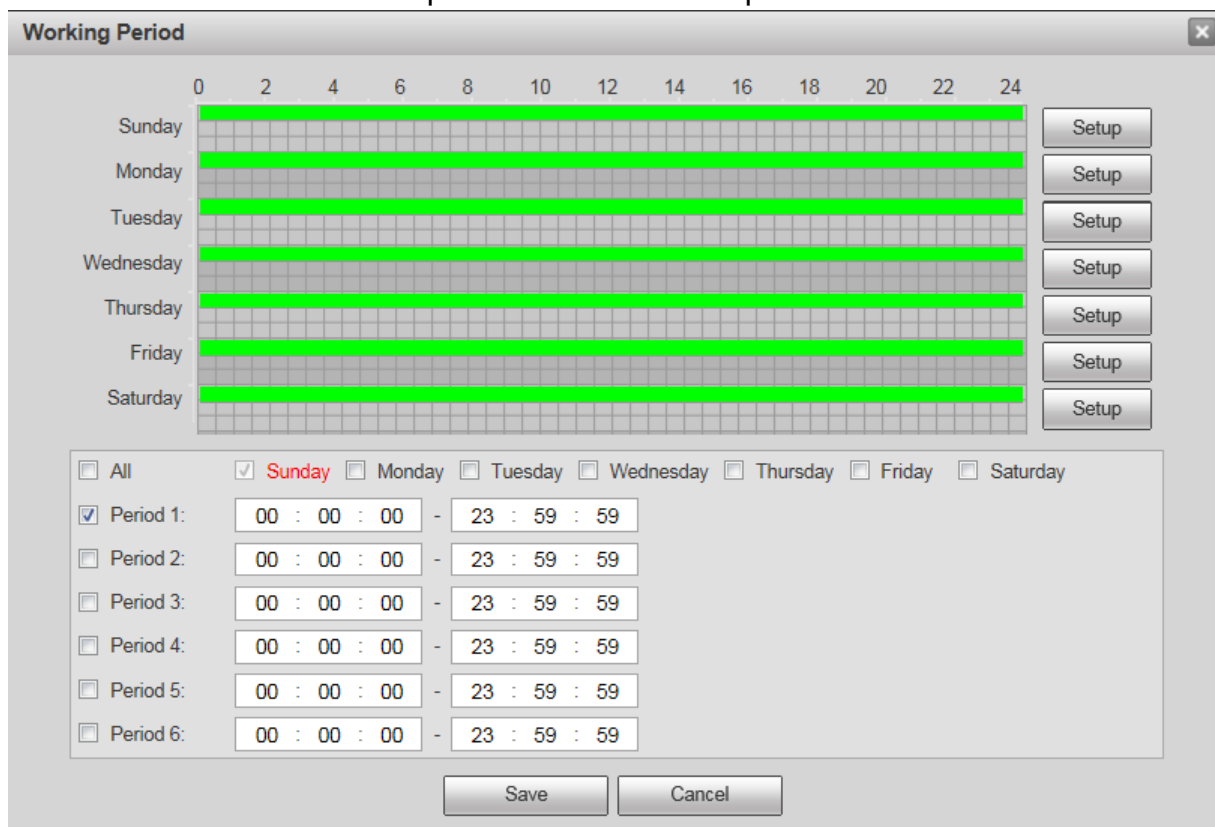 Working Period
0 2 4 6 8 10 12 14 16 18 20 22 24
Sunday Setup
Monday Setup
Tuesday Setup
Wednesday Setup
Thursday Setup
Friday Setup
Saturday Setup
All Sunday Monday Tuesday Wednesday Thursday Friday Saturday
Period 1: 00 : 00 : 00 - 23 : 59 : 59
Period 2: 00 : 00 : 00 - 23 : 59 : 59
Period 3: 00 : 00 : 00 - 23 : 59 : 59
Period 4: 00 : 00 : 00 - 23 : 59 : 59
Period 5: 00 : 00 : 00 - 23 : 59 : 59
Period 6: 00 : 00 : 00 - 23 : 59 : 59
Save Cancel